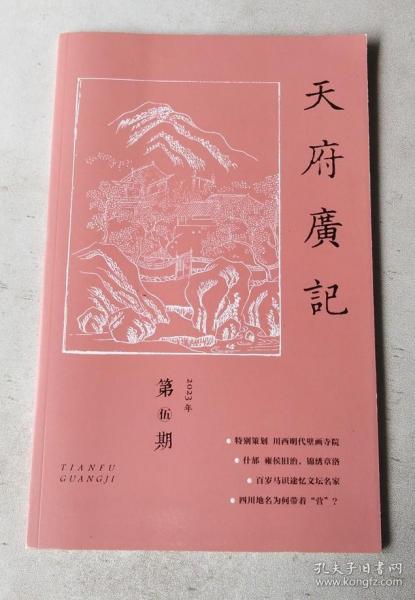 天府廣記
2023年
第伍期
TIANFU
GUANGJI
特别策划 川西明代壁画寺院
什邡 雍侯旧治，锦绣章洛
百岁马识途忆文坛名家
四川地名为何带着“营”？
孔夫子旧书网